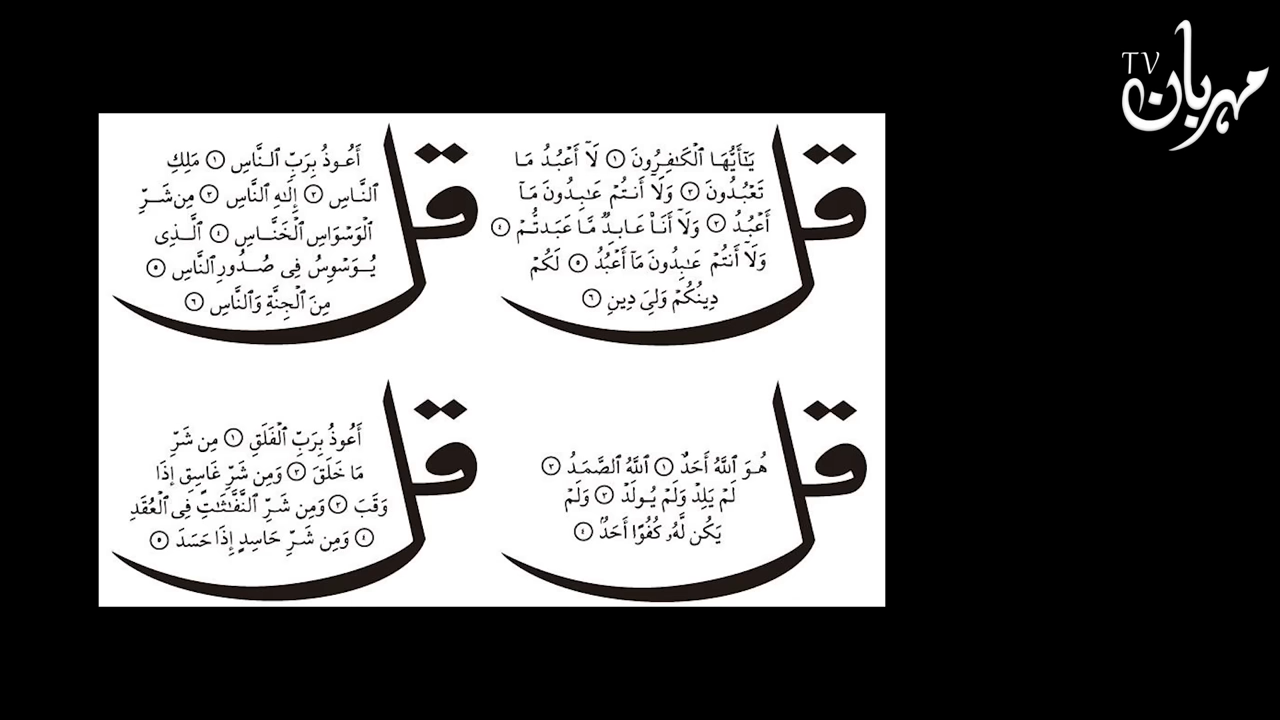 قل
يَٰٓأَيُّهَا ٱلْكَٰفِرُونَ ١ لَآ أَعْبُدُ مَا
تَعْبُدُونَ ٢ وَلَآ أَنتُمْ عَٰبِدُونَ مَآ
أَعْبُدُ ٣ وَلَآ أَنَا۠ عَابِدٌ مَّا عَبَدتُّمْ ٤
وَلَآ أَنتُمْ عَٰبِدُونَ مَآ أَعْبُدُ ٥ لَكُمْ
دِينُكُمْ وَلِيَ دِينِ ٦
قل
أَعُوذُ بِرَبِّ ٱلنَّاسِ ١ مَلِكِ
ٱلنَّاسِ ٢ إِلَٰهِ ٱلنَّاسِ ٣ مِن شَرِّ
ٱلْوَسْوَاسِ ٱلْخَنَّاسِ ٤ ٱلَّذِى
يُوَسْوِسُ فِى صُدُورِ ٱلنَّاسِ ٥
مِنَ ٱلْجِنَّةِ وَٱلنَّاسِ ٦
قل
هُوَ ٱللَّهُ أَحَدٌ ١ ٱللَّهُ ٱلصَّمَدُ ٢
لَمْ يَلِدْ وَلَمْ يُولَدْ ٣ وَلَمْ
يَكُن لَّهُۥ كُفُوًا أَحَدٌۢ ٤
قل
أَعُوذُ بِرَبِّ ٱلْفَلَقِ ١ مِن شَرِّ
مَا خَلَقَ ٢ وَمِن شَرِّ غَاسِقٍ إِذَا
وَقَبَ ٣ وَمِن شَرِّ ٱلنَّفَّٰثَٰتِ فِى ٱلْعُقَدِ
٤ وَمِن شَرِّ حَاسِدٍ إِذَا حَسَدَ ٥
مهربان TV